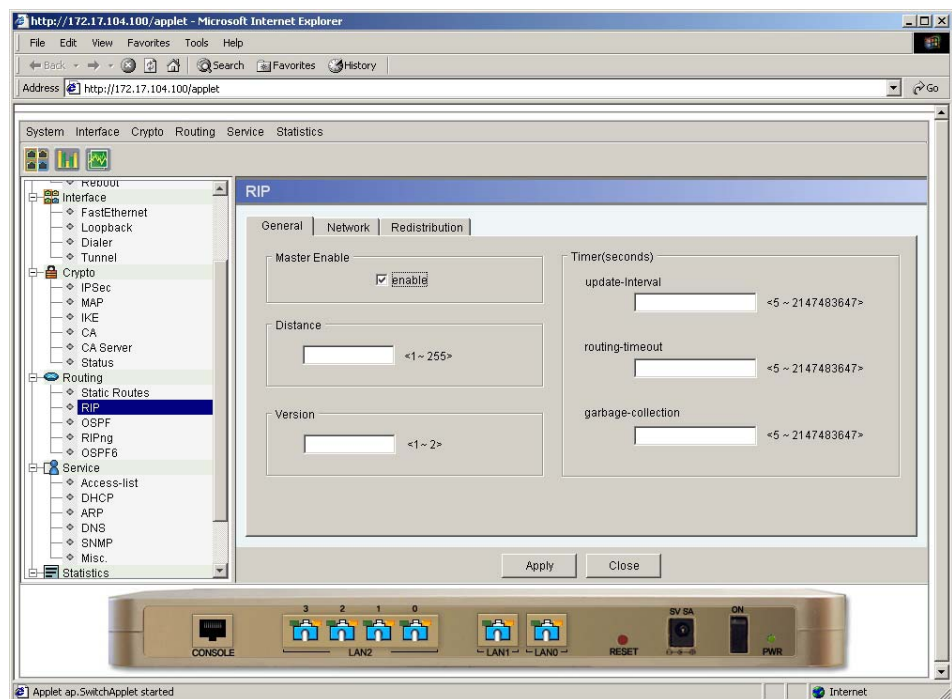 http://172.17.104.100/applet - Microsoft Internet Explorer
File Edit View Favorites Tools Help
Back Search Favorites History
Address http://172.17.104.100/applet Go
System Interface Crypto Routing Service Statistics
Reboot
Interface
FastEthernet
Loopback
Dialer
Tunnel
Crypto
IPSec
MAP
IKE
CA
CA Server
Status
Routing
Static Routes
RIP
OSPF
RIPng
OSPF6
Service
Access-list
DHCP
ARP
DNS
SNMP
Misc.
Statistics
RIP
General Network Redistribution
Master Enable
enable
Distance
<1~ 255>
Version
<1 ~ 2>
Timer(seconds)
update-Interval
<5 ~ 2147483647>
routing-timeout
<5 ~ 2147483647>
garbage-collection
<5 ~ 2147483647>
Apply Close
3 2 1 0
CONSOLE
LAN2
LAN1
LAN0
RESET
5V 5A
ON
PWR
Applet ap.SwitchApplet started
Internet